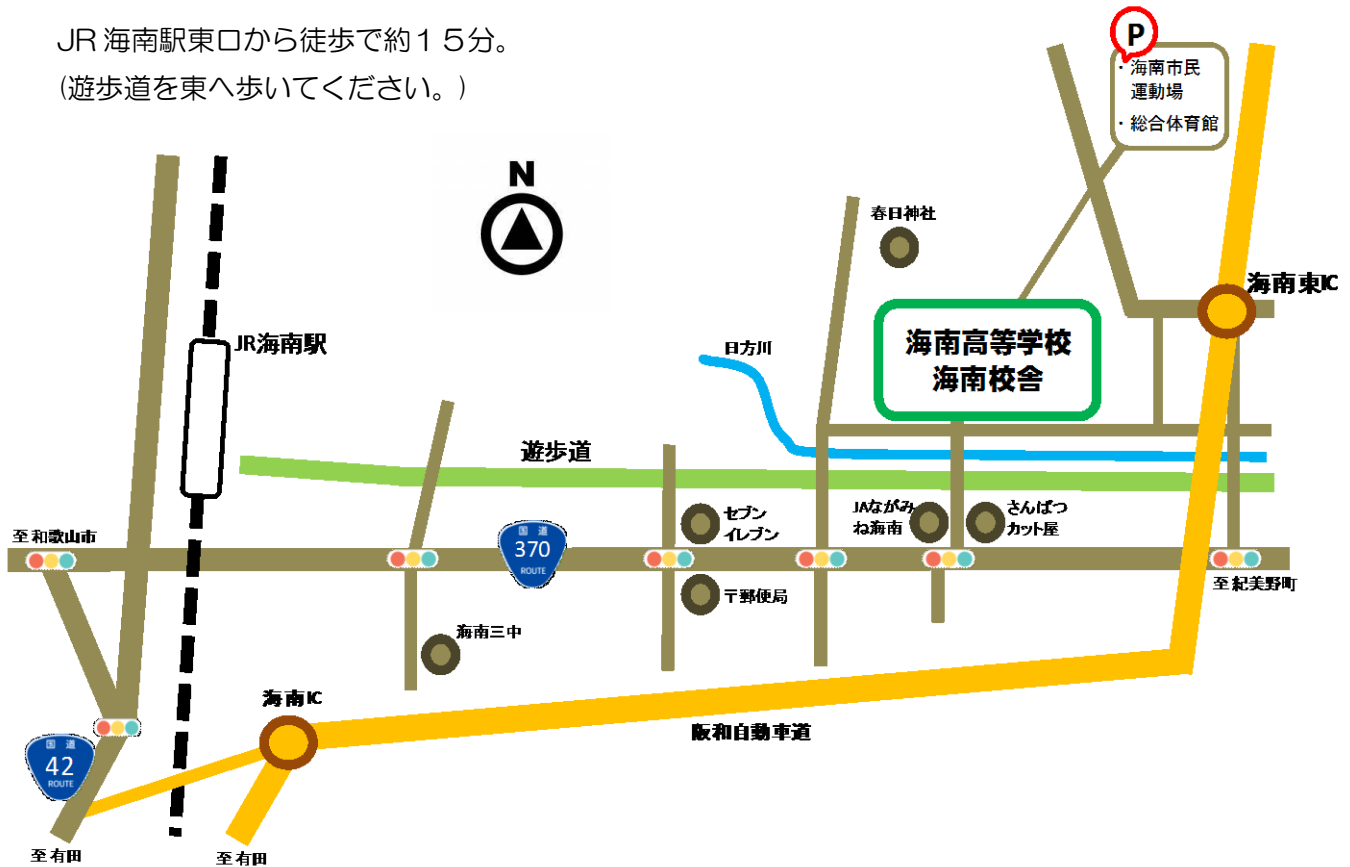 JR海南駅東口から徒歩で約１５分。
(遊歩道を東へ歩いてください。)
P
・海南市民
運動場
・総合体育館
N
春日神社
海南東IC
JR海南駅
海南高等学校
海南校舎
日方川
遊歩道
セブン
イレブン
JAながみ
ね海南
さんぱつ
カット屋
至和歌山市
国道
370
ROUTE
至紀美野町
〒郵便局
海南三中
海南IC
阪和自動車道
国道
42
ROUTE
至有田
至有田